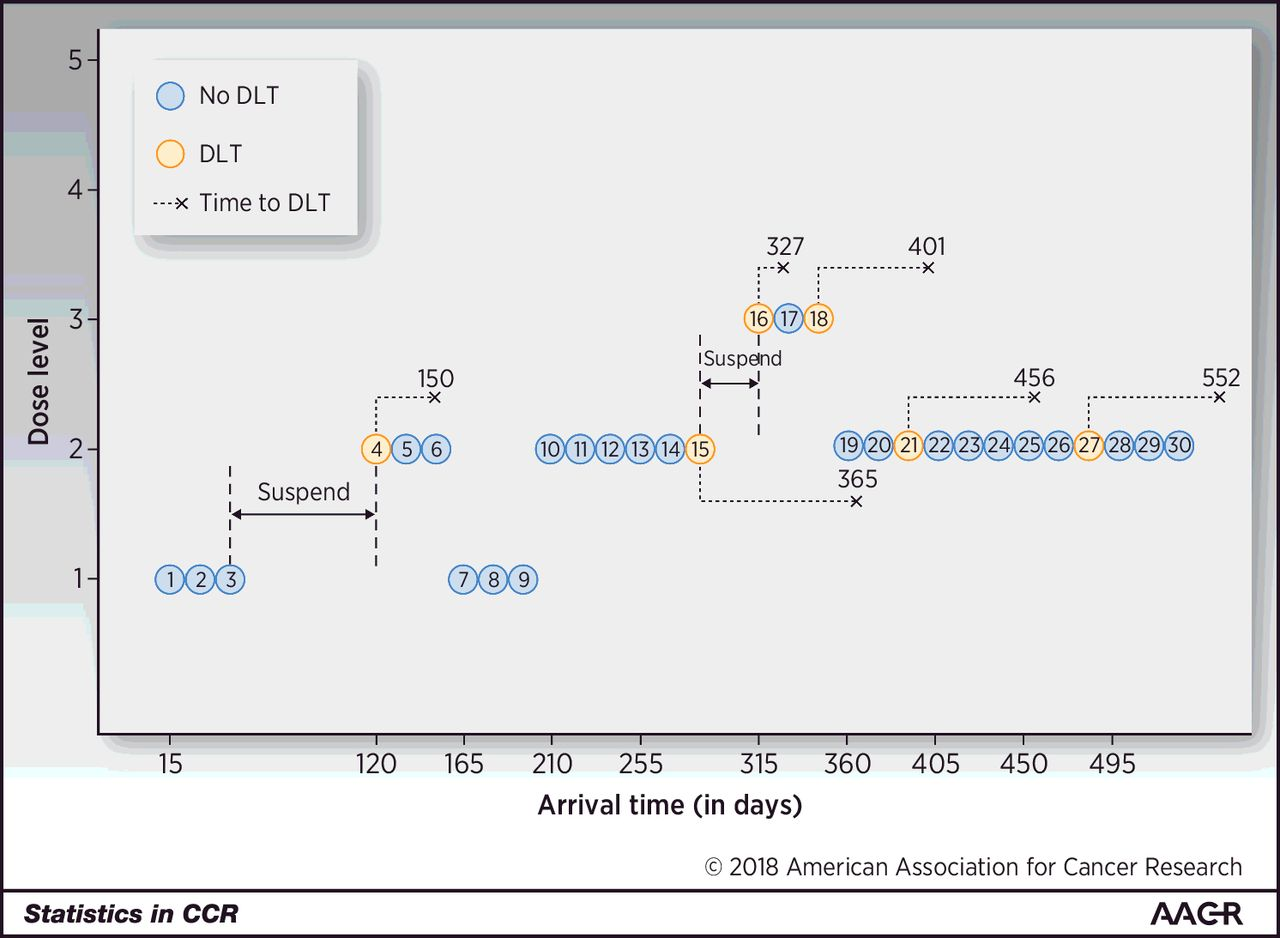 5
No DLT
DLT
Time to DLT
4
327
401
3
16 17 18
Suspend
150
456
552
2
4 5 6
10 11 12 13 14 15
19 20 21 22 23 24 25 26 27 28 29 30
365
Suspend
1
1 2 3
7 8 9
Dose level
15 120 165 210 255 315 360 405 450 495
Arrival time (in days)
© 2018 American Association for Cancer Research
Statistics in CCR
AACR